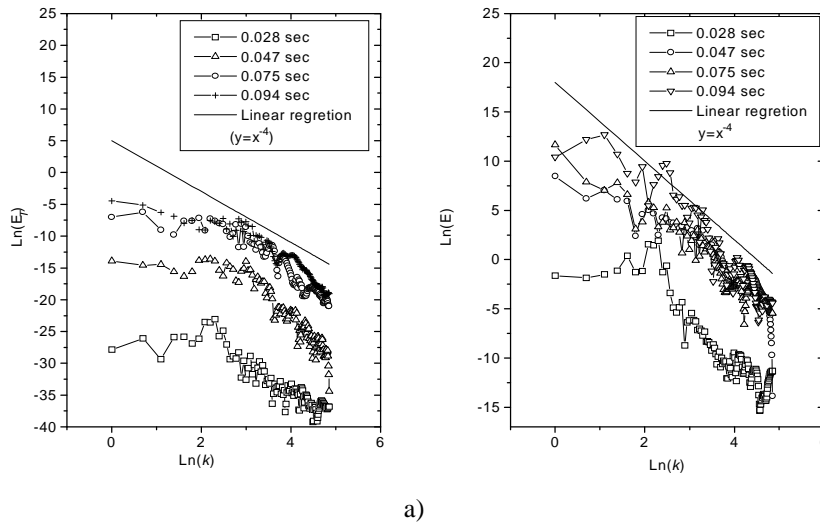 25
20
15
10
5
0
-5
-10
-15
-20
-25
-30
-35
-40
Ln(E_T)
0
2
4
6
Ln(k)
0.028 sec
0.047 sec
0.075 sec
0.094 sec
Linear regretion
(y=x^-4)
25
20
15
10
5
0
-5
-10
-15
Ln(E)
0
2
4
Ln(k)
0.028 sec
0.047 sec
0.075 sec
0.094 sec
Linear regretion
y=x^-4
a)